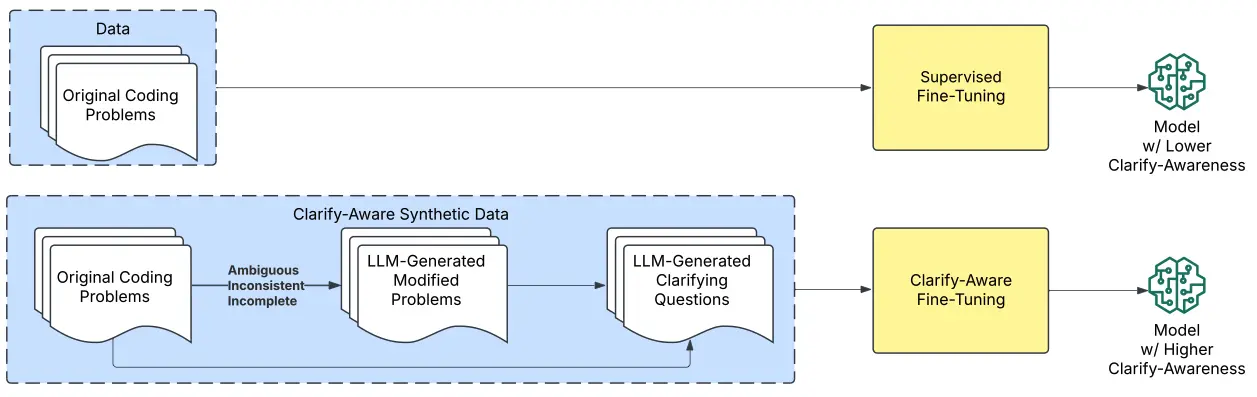 Data
Original Coding
Problems
Supervised
Fine-Tuning
Model
w/ Lower
Clarify-Awareness
Clarify-Aware Synthetic Data
Original Coding
Problems
Ambiguous
Inconsistent
Incomplete
LLM-Generated
Modified
Problems
LLM-Generated
Clarifying
Questions
Clarify-Aware
Fine-Tuning
Model
w/ Higher
Clarify-Awareness